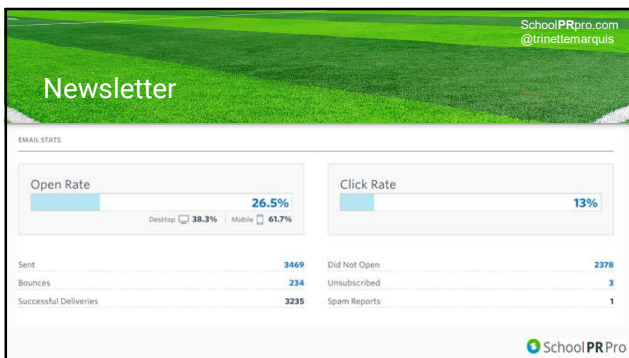 SchoolPRpro.com
@trinettemarquis
Newsletter
EMAIL STATS
Open Rate
26.5%
Desktop 38.3% Mobile 61.7%
Click Rate
13%
Sent 3469
Bounces 234
Successful Deliveries 3235
Did Not Open 2378
Unsubscribed 3
Spam Reports 1
SchoolPRPro